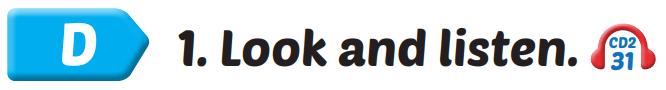 D 1. Look and listen. CD2
31